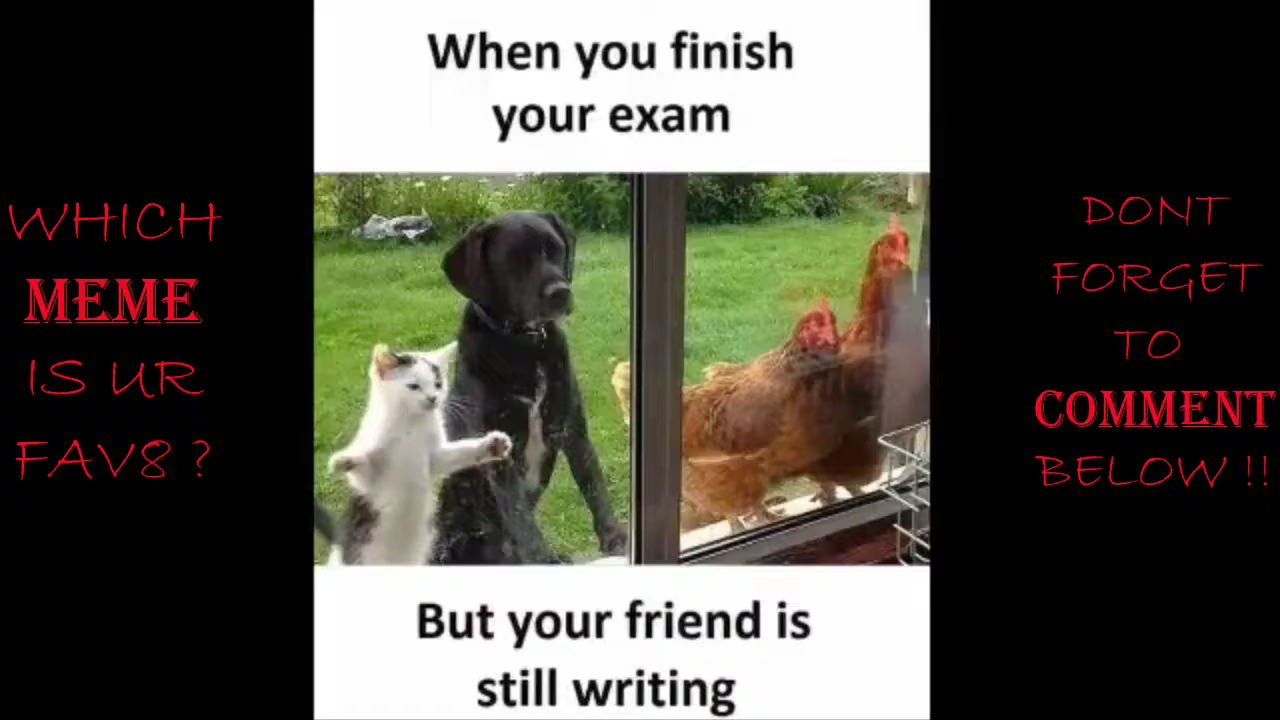 When you finish
your exam
WHICH
MEME
IS UR
FAV8 ?
DONT
FORGET
TO
COMMENT
BELOW !!
But your friend is
still writing